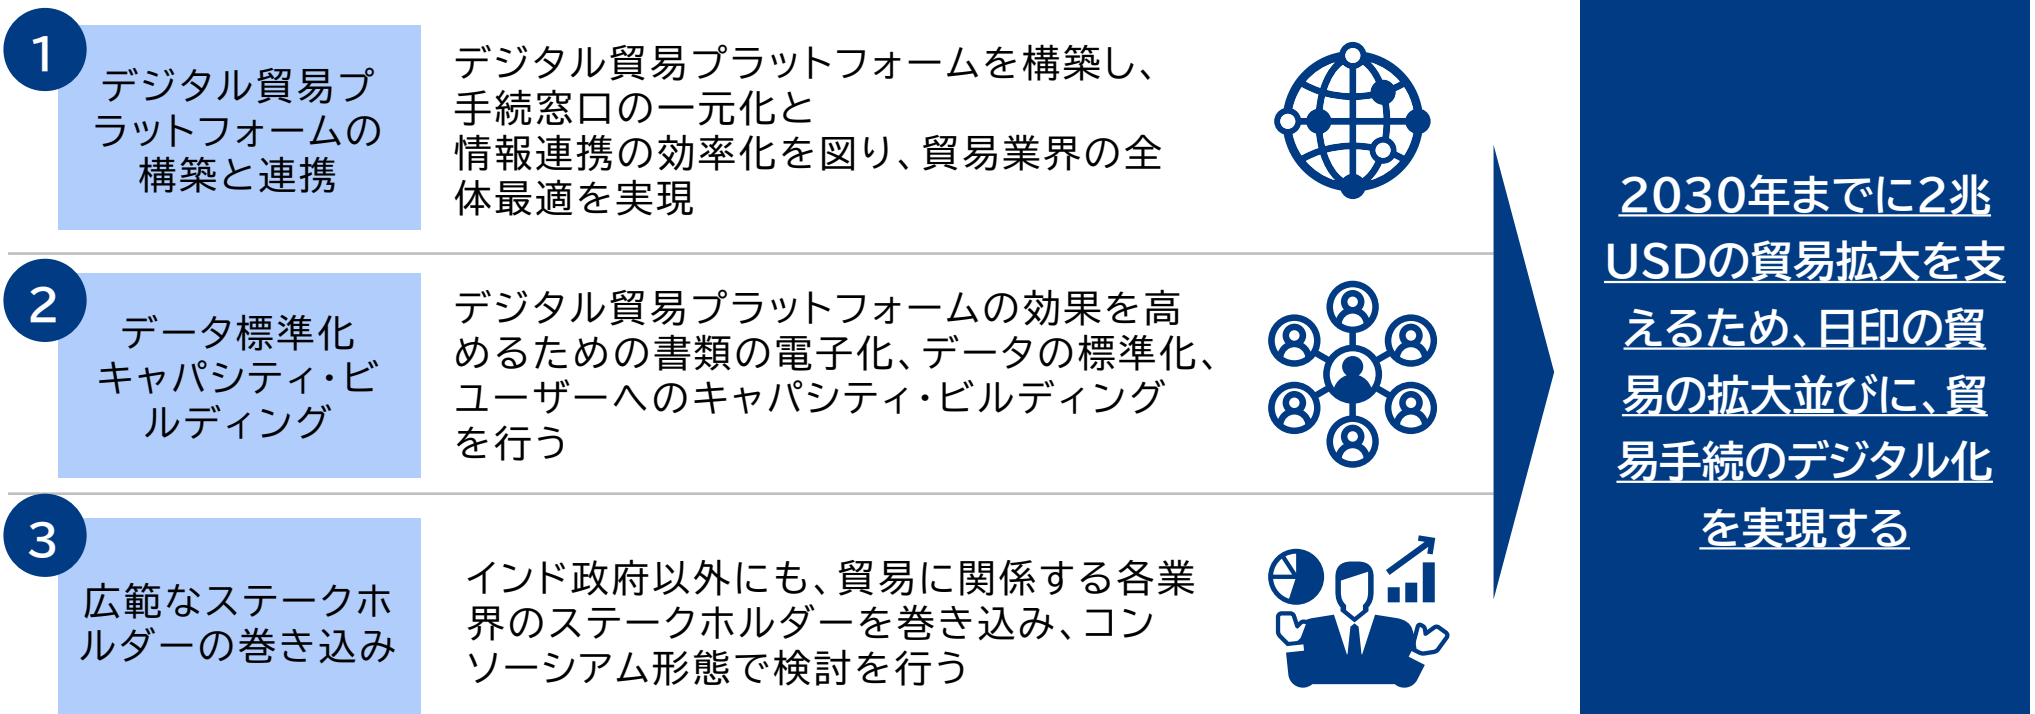 1
デジタル貿易プ
ラットフォームの
構築と連携
デジタル貿易プラットフォームを構築し、
手続窓口の一元化と
情報連携の効率化を図り、貿易業界の全
体最適を実現
2
データ標準化
キャパシティ・ビ
ルディング
デジタル貿易プラットフォームの効果を高
めるための書類の電子化、データの標準化、
ユーザーへのキャパシティ・ビルディング
を行う
3
広範なステークホ
ルダーの巻き込み
インド政府以外にも、貿易に関係する各業
界のステークホルダーを巻き込み、コン
ソーシアム形態で検討を行う
2030年までに2兆
USDの貿易拡大を支
えるため、日印の貿
易の拡大並びに、貿
易手続のデジタル化
を実現する